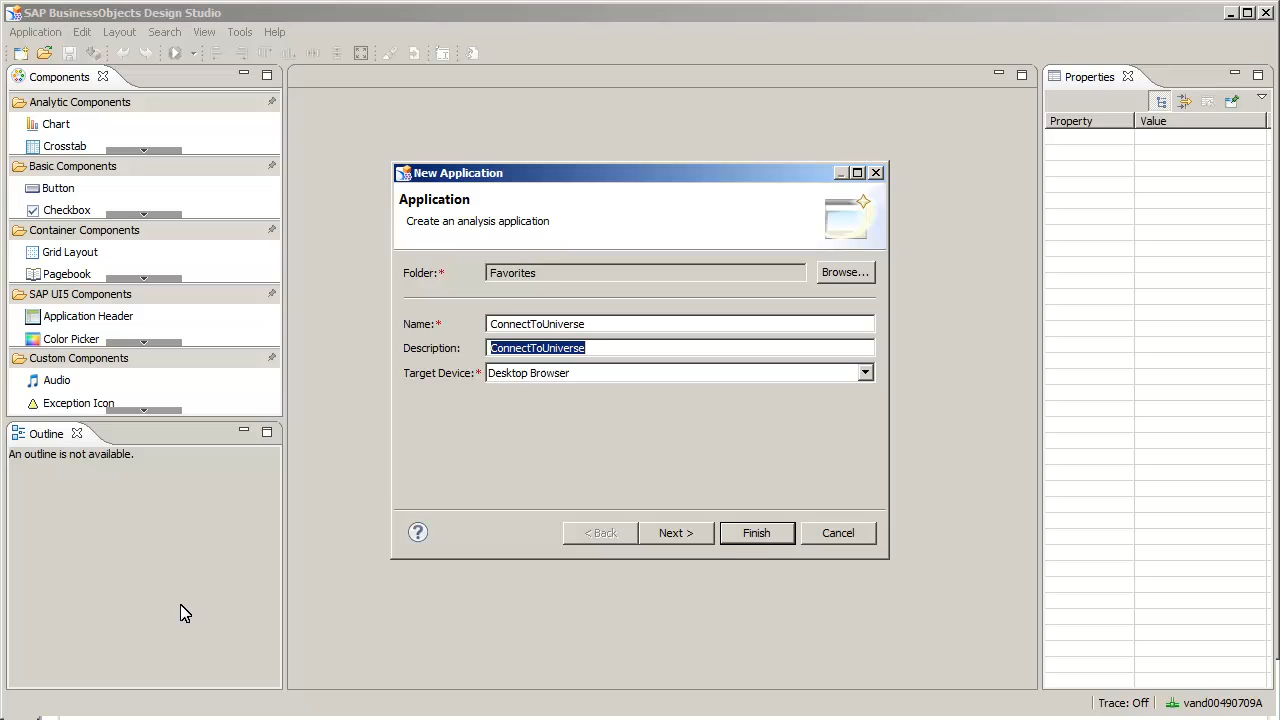 SAP BusinessObjects Design Studio
Application Edit Layout Search View Tools Help
Components
Analytic Components
Chart
Crosstab
Basic Components
Button
Checkbox
Container Components
Grid Layout
Pagebook
SAP UI5 Components
Application Header
Color Picker
Custom Components
Audio
Exception Icon
Outline
An outline is not available.
New Application
Application
Create an analysis application
Folder:* Favorites Browse...
Name:* ConnectToUniverse
Description: ConnectToUniverse
Target Device:* Desktop Browser
? < Back Next > Finish Cancel
Properties
Property Value
Trace: Off vand00490709A